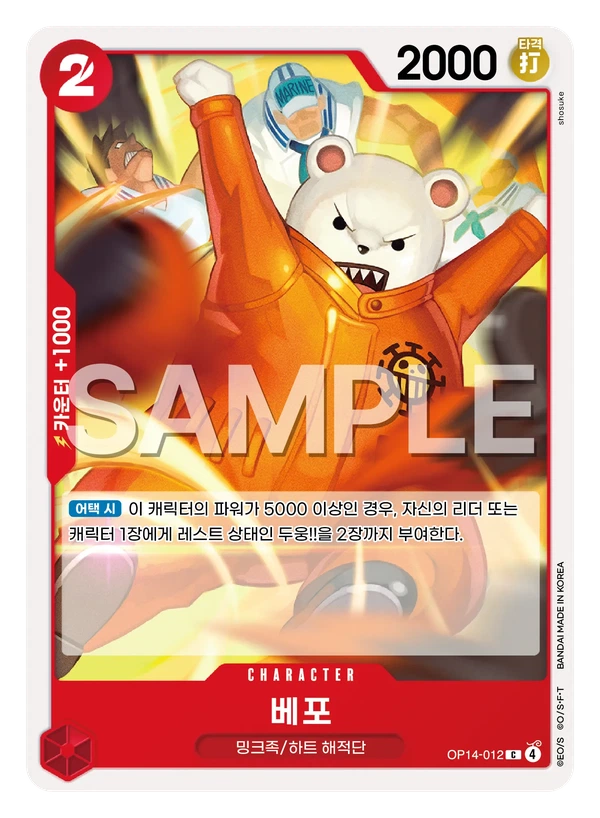 2
2000
타격
打
shosuke
MARINE
⚡카운터 +1000
SAMPLE
어택 시 이 캐릭터의 파워가 5000 이상인 경우, 자신의 리더 또는
캐릭터 1장에게 레스트 상태인 두웅!!을 2장까지 부여한다.
CHARACTER
베포
밍크족/하트 해적단
OP14-012 C 4
©EO/S ©O/S·F·T BANDAI MADE IN KOREA